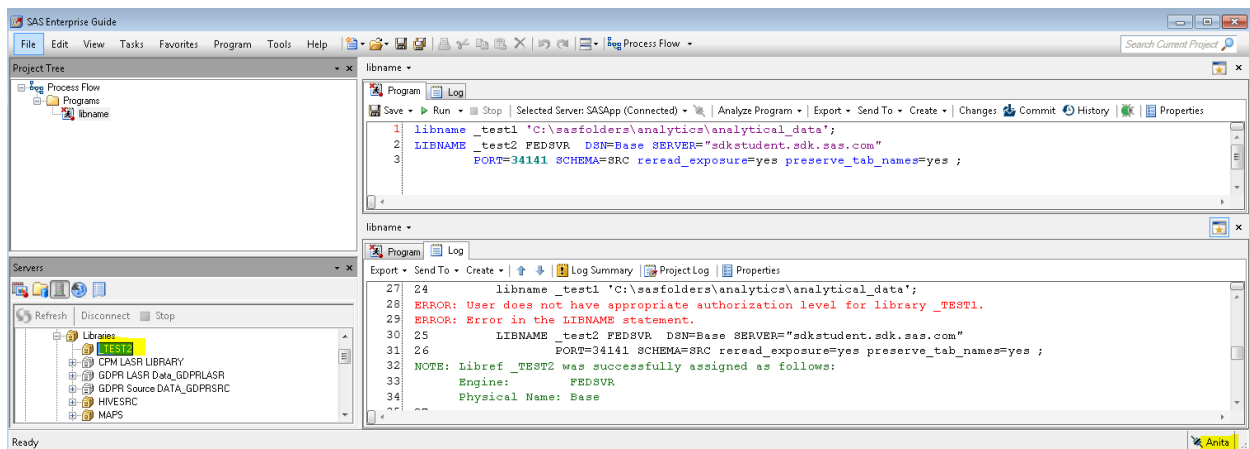 SAS Enterprise Guide
File Edit View Tasks Favorites Program Tools Help Process Flow Search Current Project
Project Tree
Process Flow
Programs
libname
libname
Program Log
Save Run Stop Selected Server: SASApp (Connected) Analyze Program Export Send To Create Changes Commit History Properties
1 libname _test1 'C:\sasfolders\analytics\analytical_data';
2 LIBNAME _test2 FEDSVR DSN=Base SERVER="sdkstudent.sdk.sas.com"
3 PORT=34141 SCHEMA=SRC reread_exposure=yes preserve_tab_names=yes ;
libname
Program Log
Export Send To Create Log Summary Project Log Properties
27 24 libname _test1 'C:\sasfolders\analytics\analytical_data';
28 ERROR: User does not have appropriate authorization level for library _TEST1.
29 ERROR: Error in the LIBNAME statement.
30 25 LIBNAME _test2 FEDSVR DSN=Base SERVER="sdkstudent.sdk.sas.com"
31 26 PORT=34141 SCHEMA=SRC reread_exposure=yes preserve_tab_names=yes ;
32 NOTE: Libref _TEST2 was successfully assigned as follows:
33 Engine: FEDSVR
34 Physical Name: Base
Servers
Refresh Disconnect Stop
Libraries
_TEST2
CPM LASR LIBRARY
GDPR LASR Data_GDPRLASR
GDPR Source DATA_GDPRSRC
HIVESRC
MAPS
Ready
Anita